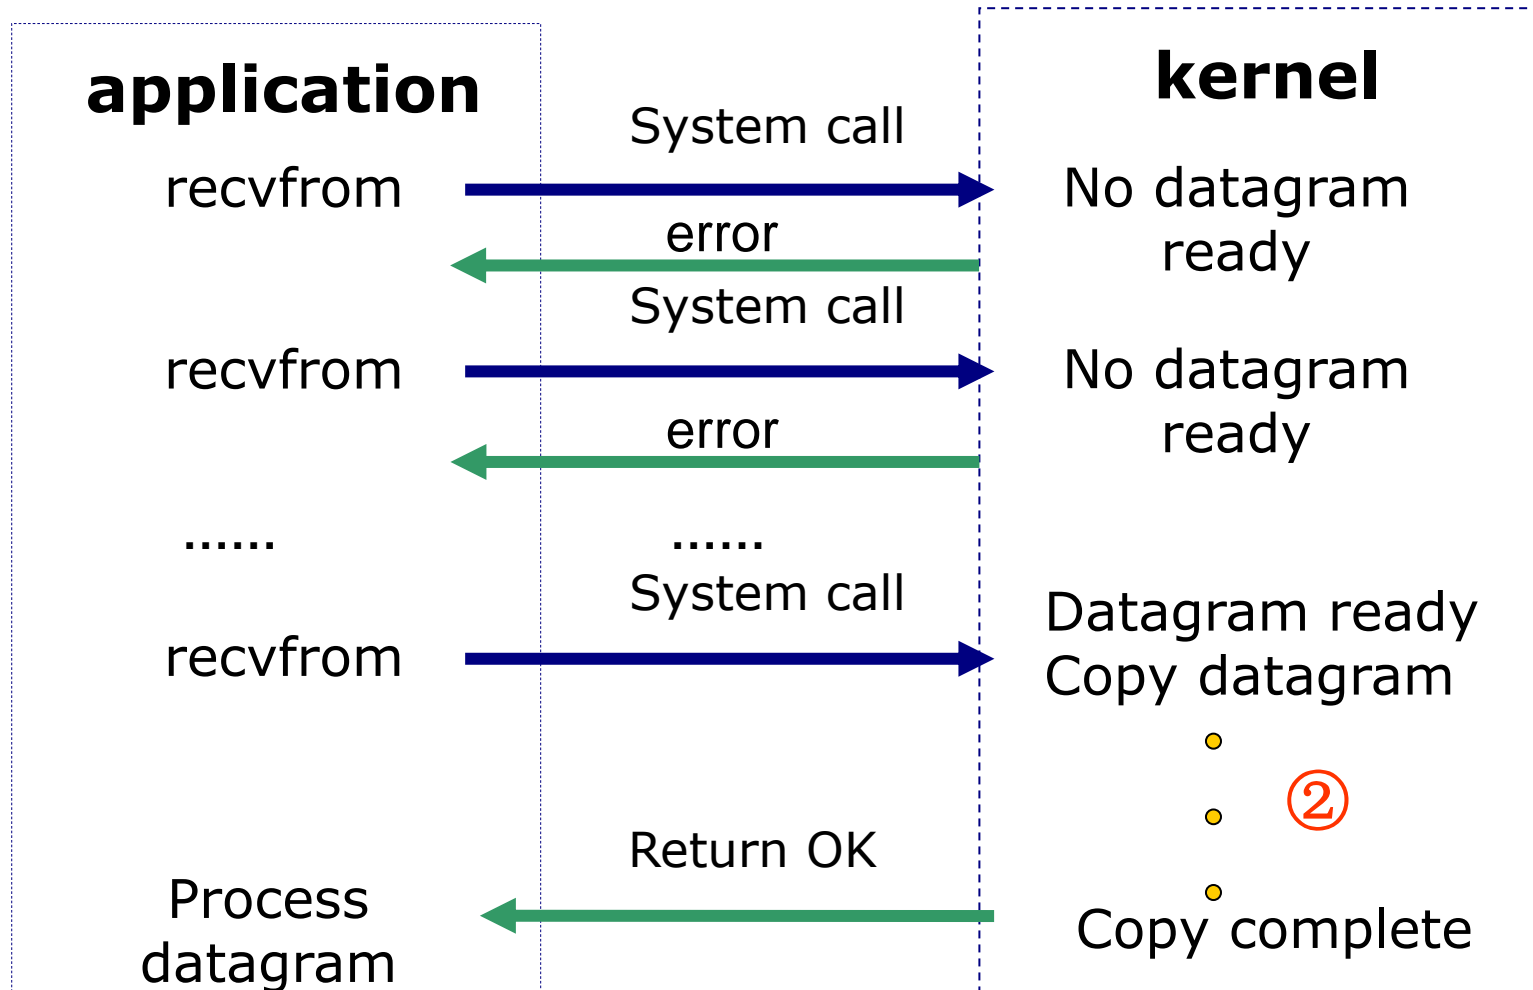 application
kernel
System call
recvfrom
No datagram
ready
error
System call
recvfrom
No datagram
ready
error
......
......
System call
recvfrom
Datagram ready
Copy datagram
②
Return OK
Process
datagram
Copy complete